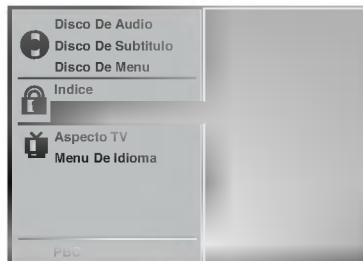 Disco De Audio
Disco De Subtitulo
Disco De Menu
Indice
Aspecto TV
Menu De Idioma
PBC